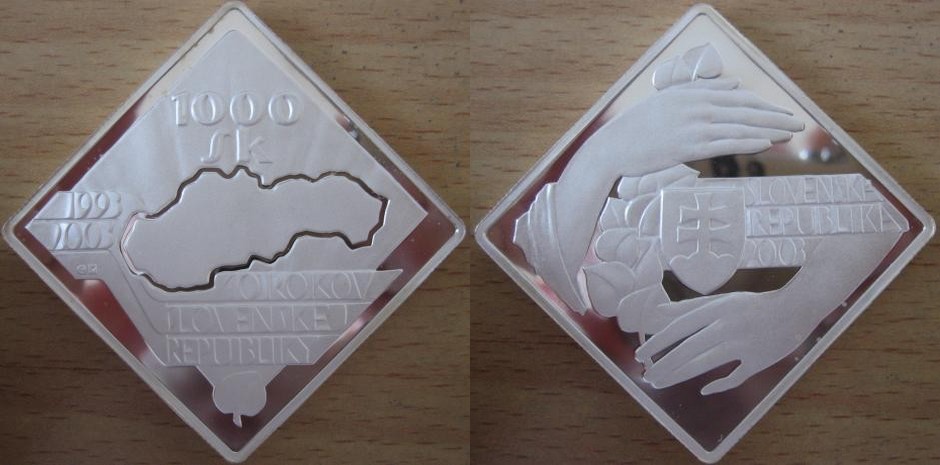 1000
Sk
1993
2003
10 ROKOV
SLOVENSKEJ
REPUBLIKY
SLOVENSKÁ
REPUBLIKA
2003